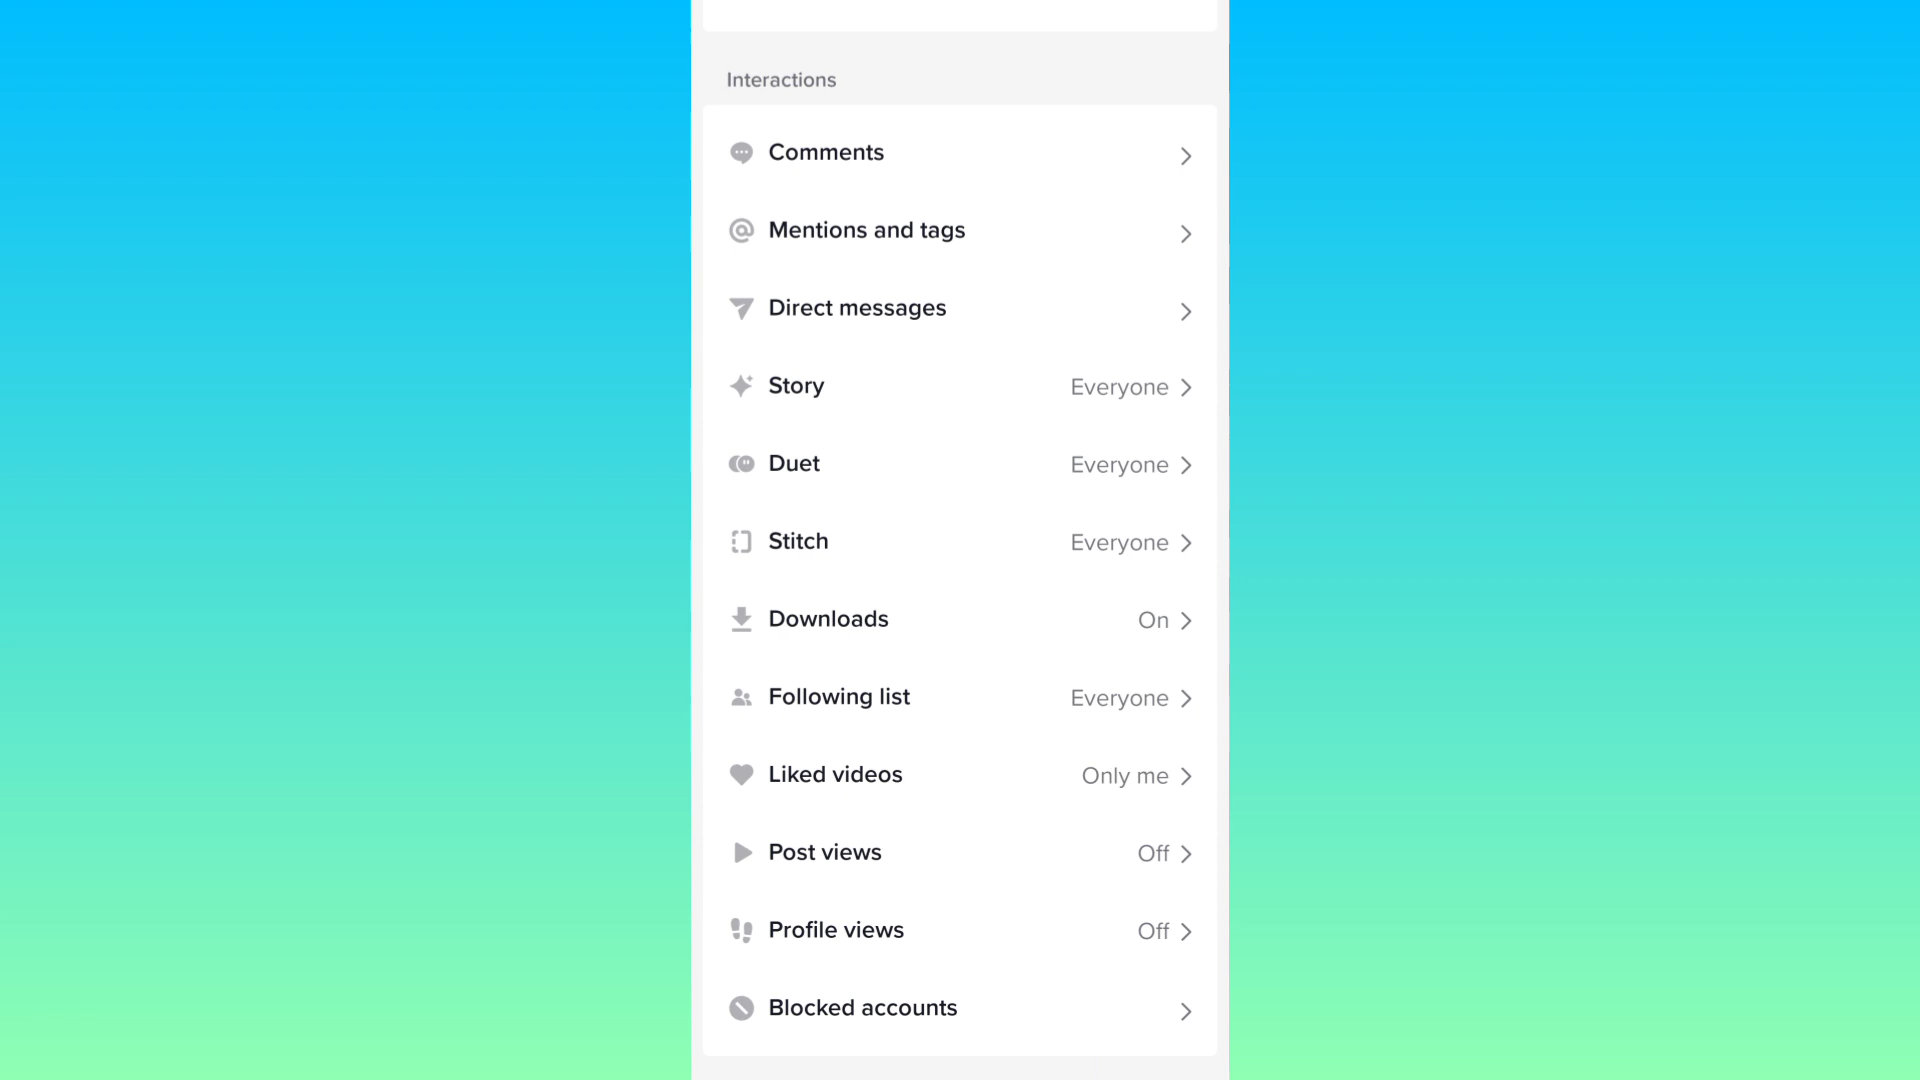 Interactions
Comments
Mentions and tags
Direct messages
Story Everyone
Duet Everyone
Stitch Everyone
Downloads On
Following list Everyone
Liked videos Only me
Post views Off
Profile views Off
Blocked accounts